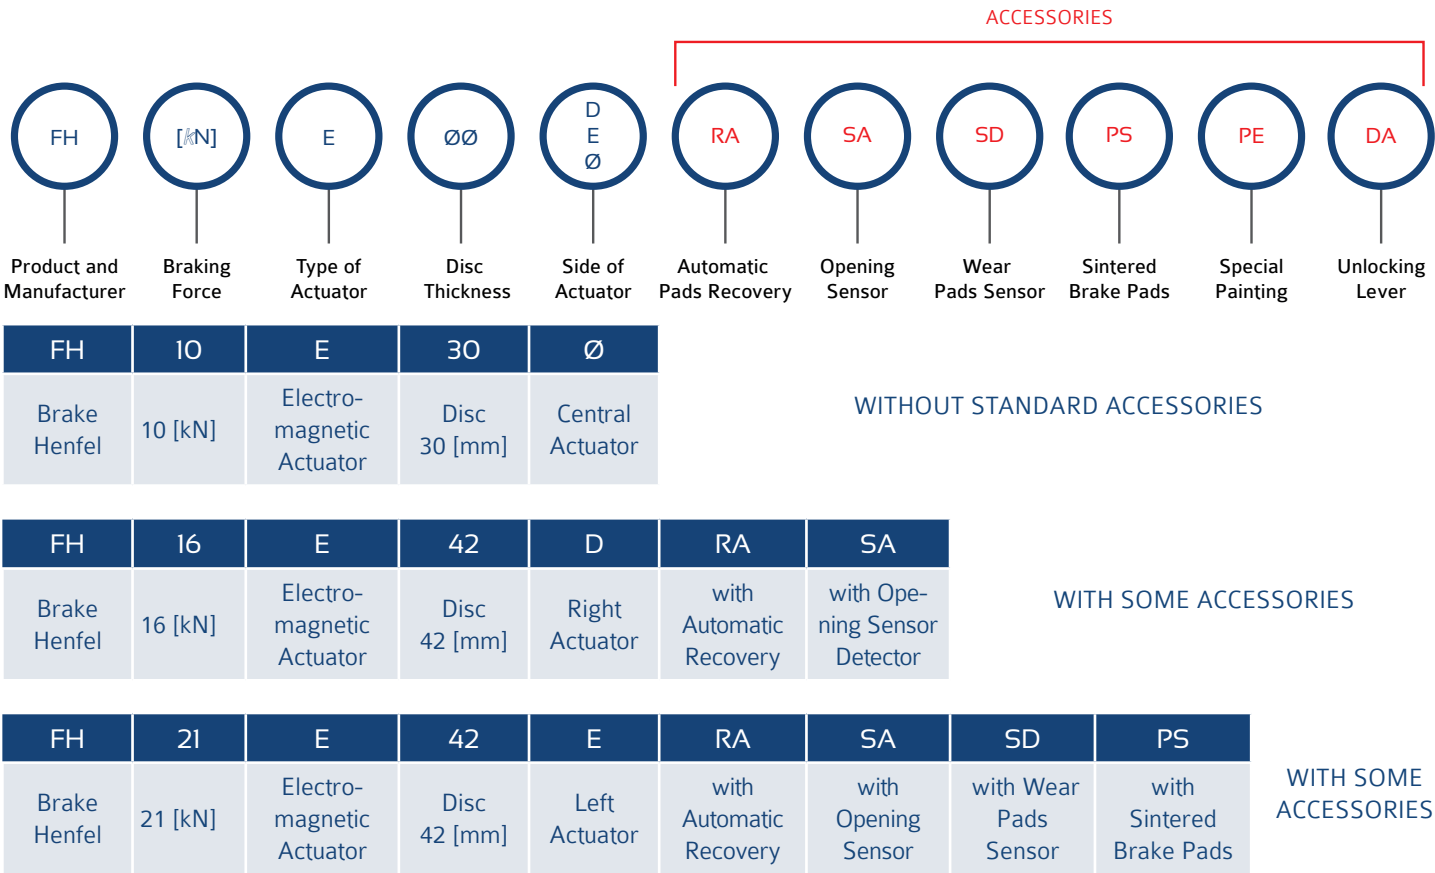 ACCESSORIES
FH
[kN]
E
ØØ
D
E
Ø
RA
SA
SD
PS
PE
DA
Product and
Manufacturer
Braking
Force
Type of
Actuator
Disc
Thickness
Side of
Actuator
Automatic
Pads Recovery
Opening
Sensor
Wear
Pads Sensor
Sintered
Brake Pads
Special
Painting
Unlocking
Lever
FH
10
E
30
Ø
Brake
Henfel
10 [kN]
Electro-
magnetic
Actuator
Disc
30 [mm]
Central
Actuator
WITHOUT STANDARD ACCESSORIES
FH
16
E
42
D
RA
SA
Brake
Henfel
16 [kN]
Electro-
magnetic
Actuator
Disc
42 [mm]
Right
Actuator
with
Automatic
Recovery
with Ope-
ning Sensor
Detector
WITH SOME ACCESSORIES
FH
21
E
42
E
RA
SA
SD
PS
Brake
Henfel
21 [kN]
Electro-
magnetic
Actuator
Disc
42 [mm]
Left
Actuator
with
Automatic
Recovery
with
Opening
Sensor
with Wear
Pads
Sensor
with
Sintered
Brake Pads
WITH SOME
ACCESSORIES